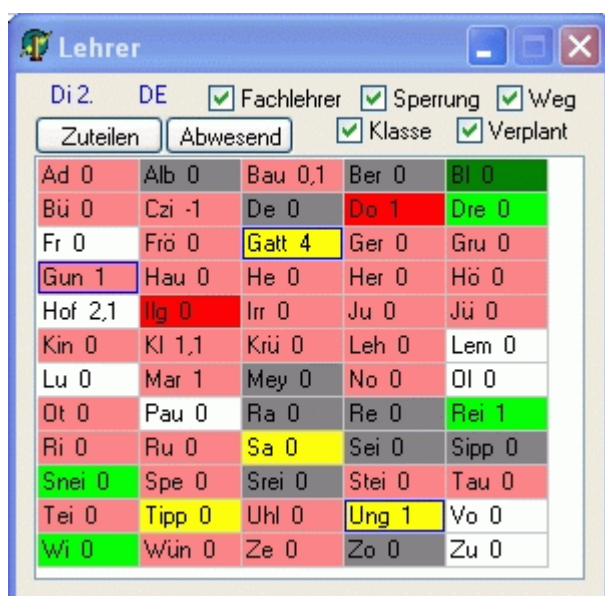 Lehrer
Di 2. DE Fachlehrer Sperrung Weg
Zuteilen Abwesend Klasse Verplant
Ad 0 Alb 0 Bau 0,1 Ber 0 Bl 0
Bü 0 Czi -1 De 0 Do 1 Dre 0
Fr 0 Frö 0 Gatt 4 Ger 0 Gru 0
Gun 1 Hau 0 He 0 Her 0 Hö 0
Hof 2,1 Ilg 0 Irr 0 Ju 0 Jü 0
Kin 0 Kl 1,1 Krü 0 Leh 0 Lem 0
Lu 0 Mar 1 Mey 0 No 0 Ol 0
Ot 0 Pau 0 Ra 0 Re 0 Rei 1
Ri 0 Ru 0 Sa 0 Sei 0 Sipp 0
Snei 0 Spe 0 Srei 0 Stei 0 Tau 0
Tei 0 Tipp 0 Uhl 0 Ung 1 Vo 0
Wi 0 Wün 0 Ze 0 Zo 0 Zu 0